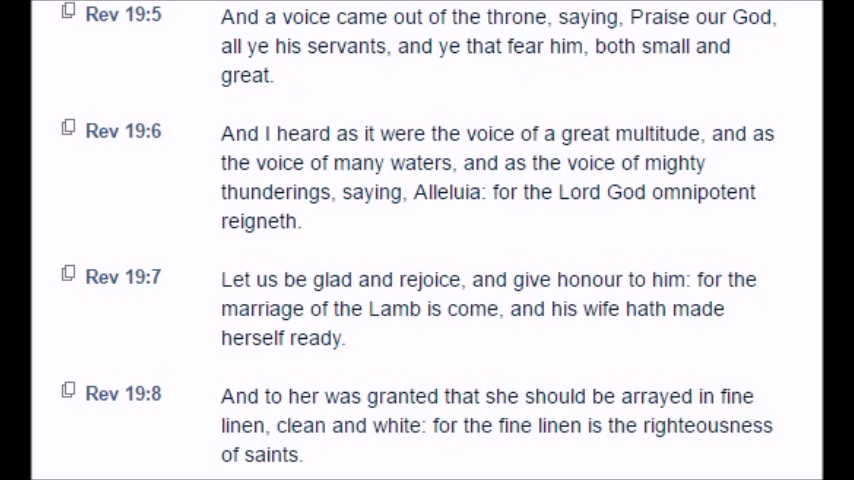 Rev 19:5 And a voice came out of the throne, saying, Praise our God,
all ye his servants, and ye that fear him, both small and
great.
Rev 19:6 And I heard as it were the voice of a great multitude, and as
the voice of many waters, and as the voice of mighty
thunderings, saying, Alleluia: for the Lord God omnipotent
reigneth.
Rev 19:7 Let us be glad and rejoice, and give honour to him: for the
marriage of the Lamb is come, and his wife hath made
herself ready.
Rev 19:8 And to her was granted that she should be arrayed in fine
linen, clean and white: for the fine linen is the righteousness
of saints.